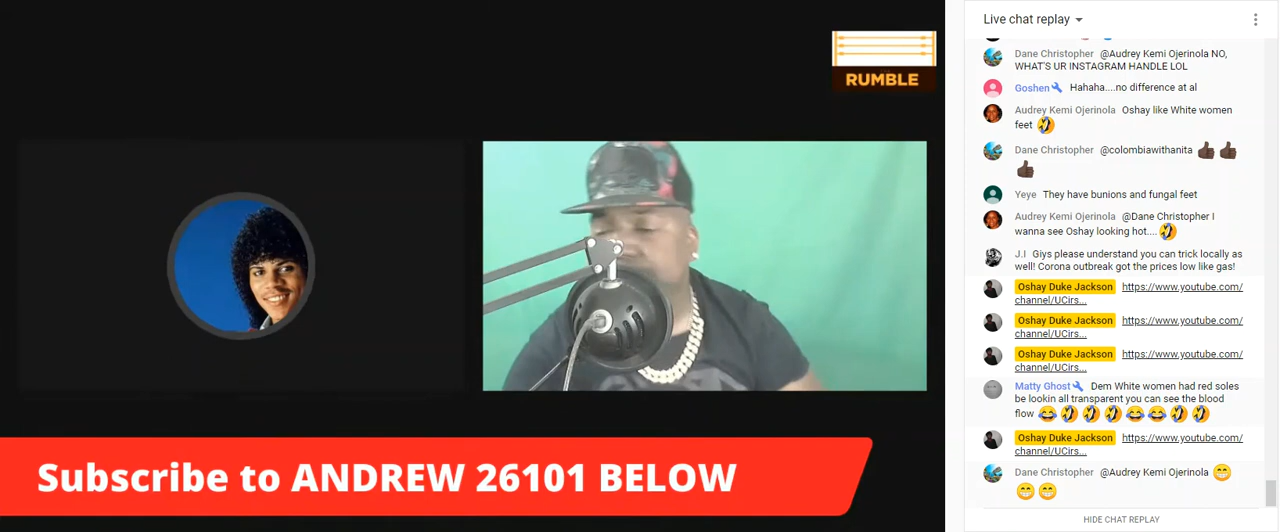 RUMBLE
Subscribe to ANDREW 26101 BELOW
Live chat replay
Dane Christopher @Audrey Kemi Ojerinola NO,
WHAT'S UR INSTAGRAM HANDLE LOL
Goshen Hahaha....no difference at al
Audrey Kemi Ojerinola Oshay like White women
feet 🤣
Dane Christopher @colombiawithanita 👍🏿 👍🏿
👍🏿
Yeye They have bunions and fungal feet
Audrey Kemi Ojerinola @Dane Christopher I
wanna see Oshay looking hot.... 🤣
J.I Giys please understand you can trick locally as
well! Corona outbreak got the prices low like gas!
Oshay Duke Jackson https://www.youtube.com/
channel/UCirs...
Oshay Duke Jackson https://www.youtube.com/
channel/UCirs...
Oshay Duke Jackson https://www.youtube.com/
channel/UCirs...
Matty Ghost Dem White women had red soles
be lookin all transparent you can see the blood
flow 😂 🤣 🤣 🤣 😂 😂 🤣 🤣
Oshay Duke Jackson https://www.youtube.com/
channel/UCirs...
Dane Christopher @Audrey Kemi Ojerinola 😁
😁 😁
HIDE CHAT REPLAY